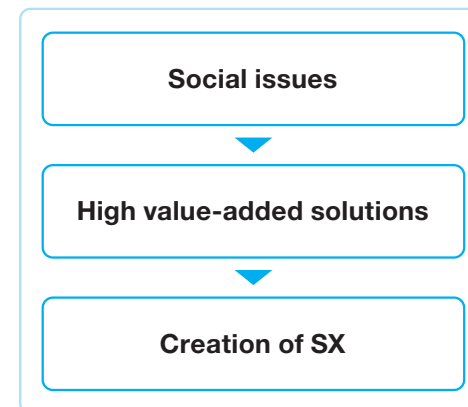 Social issues
High value-added solutions
Creation of SX